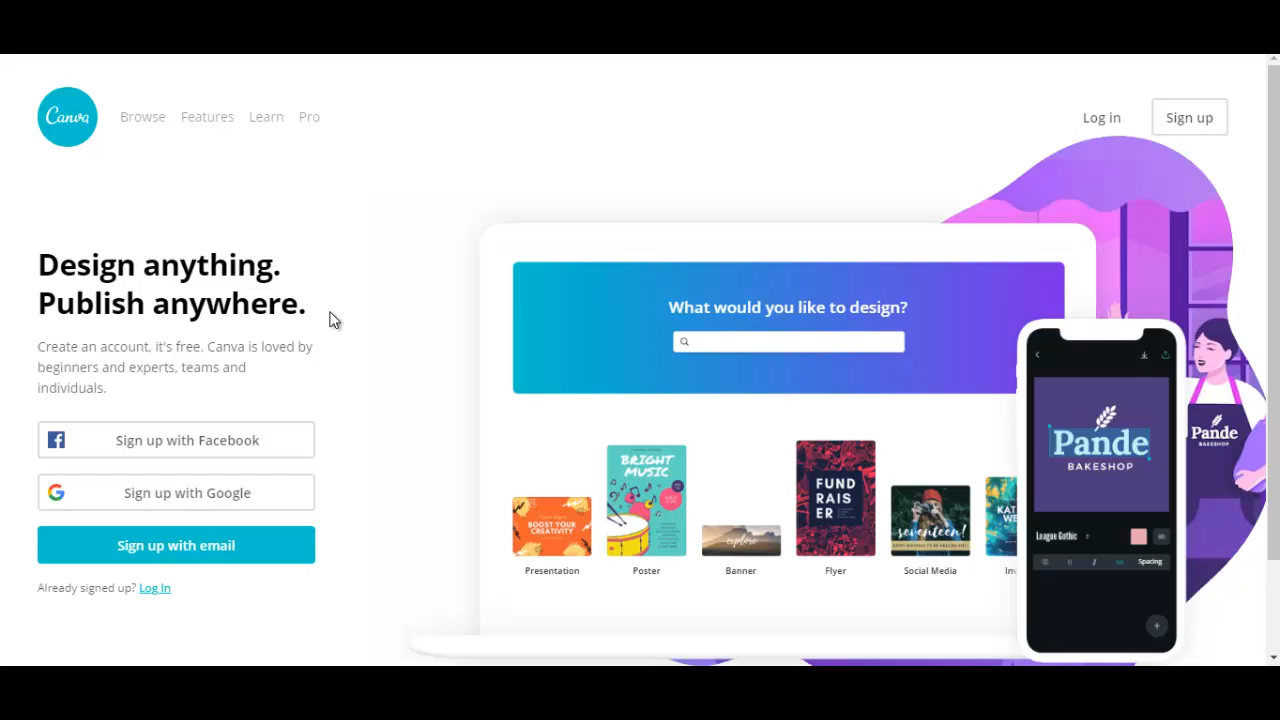 Canva
Browse
Features
Learn
Pro
Log in
Sign up
Design anything.
Publish anywhere.
Create an account, it's free. Canva is loved by
beginners and experts, teams and
individuals.
Sign up with Facebook
Sign up with Google
Sign up with email
Already signed up? Log In
What would you like to design?
BOOST YOUR
CREATIVITY
Presentation
BRIGHT
MUSIC
Poster
explore
Banner
FUND
RAIS
ER
Flyer
seventeen!
Social Media
Pande
BAKESHOP
League Gothic
Spacing
Pande
BAKESHOP